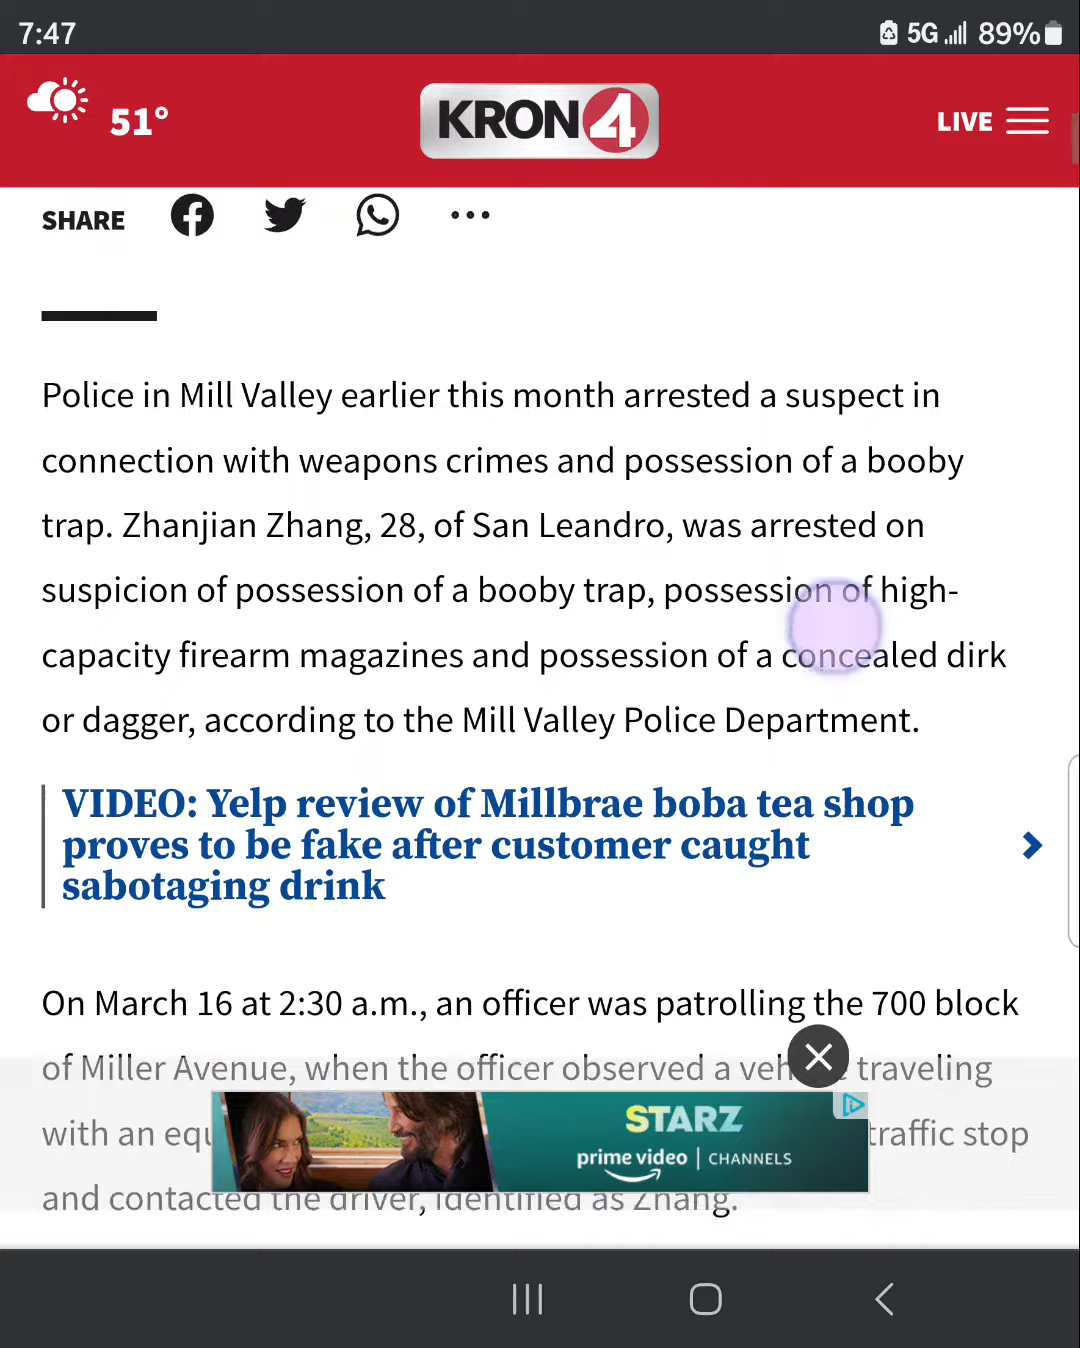 7:47
5G 89%
51°
KRON4
LIVE
SHARE
Police in Mill Valley earlier this month arrested a suspect in
connection with weapons crimes and possession of a booby
trap. Zhanjian Zhang, 28, of San Leandro, was arrested on
suspicion of possession of a booby trap, possession of high-
capacity firearm magazines and possession of a concealed dirk
or dagger, according to the Mill Valley Police Department.
VIDEO: Yelp review of Millbrae boba tea shop
proves to be fake after customer caught
sabotaging drink
On March 16 at 2:30 a.m., an officer was patrolling the 700 block
of Miller Avenue, when the officer observed a traveling
with an traffic stop
and contacted the driver, identified as Zhang.
STARZ
prime video | CHANNELS